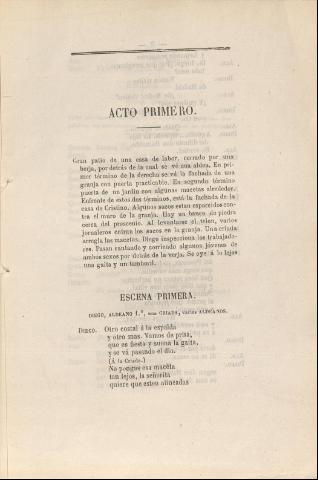 ACTO PRIMERO.
Gran patio de una casa de labor, cerrado por una
berja, por detrás de la cual se vé una aldea. En pri-
mer término de la derecha se vé la fachada de una
granja con puerta practicable. En segundo término
puerta de un jardin con algunas macetas alrededor.
Enfrente de estos dos términos, está la fachada de la
casa de Cristino. Algunos sacos estan esparcidos con-
tra el muro de la granja. Hay un banco de piedra
cerca del proscenio. Al levantarse el telon, varios
jornaleros entran los sacos en la granja. Una criada
arregla las macetas. Diego inspecciona los trabajado-
res. Pasan cantando y corriendo algunos jóvenes de
ambos sexos por detrás de la verja. Se oye á lo lejos
una gaita y un tamboril.
ESCENA PRIMERA.
DIEGO, ALDEANO 1.º, una CRIADA, varios ALDEANOS.
DIEGO. Otro costal á la espalda
y otro mas. Vamos de prisa,
que es fiesta y suena la gaita,
y se vá pasando el dia.
(Á la Criada.)
No pongue esa maceta
tan lejos, la señorita
quiere que esten alineadas